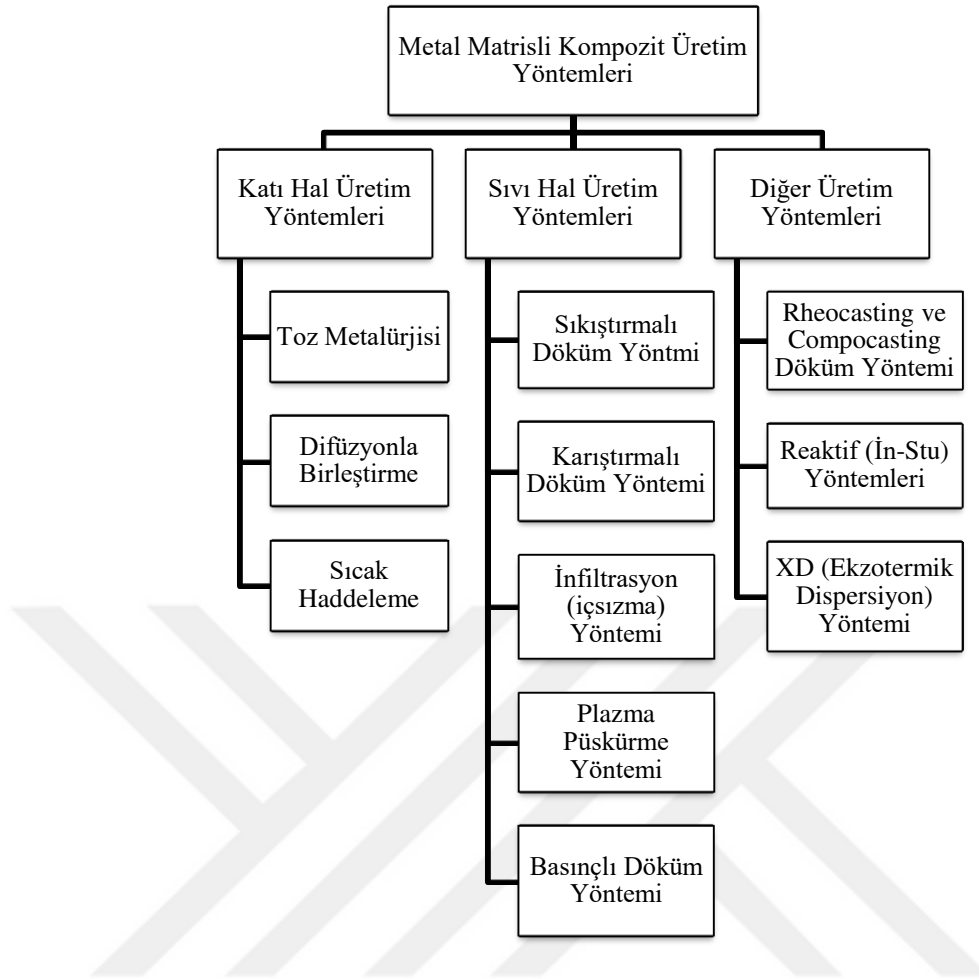 Metal Matrisli Kompozit Üretim
Yöntemleri
Katı Hal Üretim
Yöntemleri
Toz Metalürjisi
Difüzyonla
Birleştirme
Sıcak
Haddeleme
Sıvı Hal Üretim
Yöntemleri
Sıkıştırmalı
Döküm Yöntmi
Karıştırmalı
Döküm Yöntemi
İnfiltrasyon
(içsızma)
Yöntemi
Plazma
Püskürme
Yöntemi
Basınçlı Döküm
Yöntemi
Diğer Üretim
Yöntemleri
Rheocasting ve
Compocasting
Döküm Yöntemi
Reaktif (İn-Stu)
Yöntemleri
XD (Ekzotermik
Dispersiyon)
Yöntemi